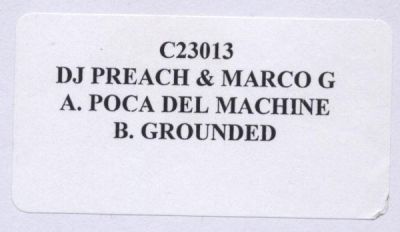 C23013
DJ PREACH & MARCO G
A. POCA DEL MACHINE
B. GROUNDED